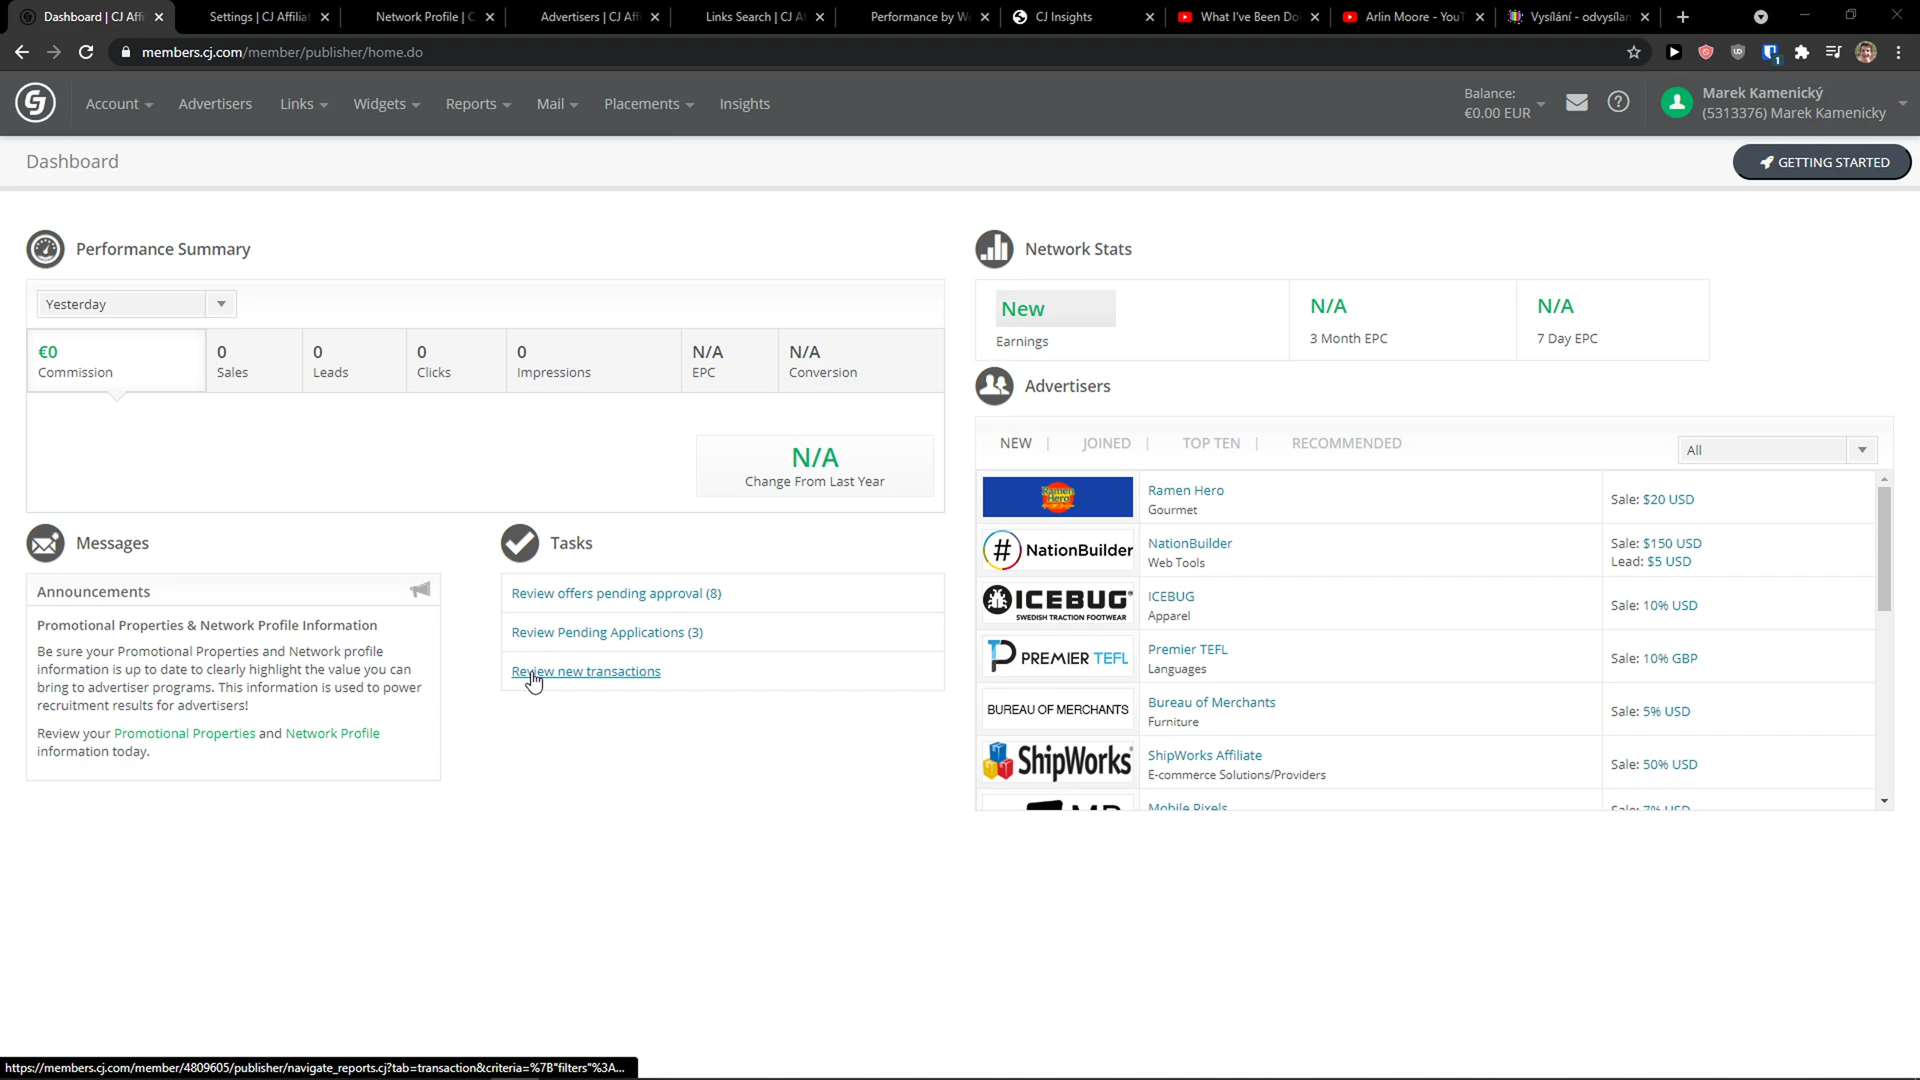 Dashboard | CJ Affi
Settings | CJ Affiliat
Network Profile | C
Advertisers | CJ Aff
Links Search | CJ A
Performance by We
CJ Insights
What I've Been Do
Arlin Moore - YouT
Vysílání - odvysílan
members.cj.com/member/publisher/home.do
Account
Advertisers
Links
Widgets
Reports
Mail
Placements
Insights
Balance:
€0.00 EUR
Marek Kamenický
(5313376) Marek Kamenicky
Dashboard
GETTING STARTED
Performance Summary
Yesterday
€0
Commission
0
Sales
0
Leads
0
Clicks
0
Impressions
N/A
EPC
N/A
Conversion
N/A
Change From Last Year
Messages
Announcements
Promotional Properties & Network Profile Information
Be sure your Promotional Properties and Network profile
information is up to date to clearly highlight the value you can
bring to advertiser programs. This information is used to power
recruitment results for advertisers!
Review your Promotional Properties and Network Profile
information today.
Tasks
Review offers pending approval (8)
Review Pending Applications (3)
Review new transactions
Network Stats
New
Earnings
N/A
3 Month EPC
N/A
7 Day EPC
Advertisers
NEW | JOINED | TOP TEN | RECOMMENDED
All
Ramen Hero
Ramen Hero
Gourmet
Sale: $20 USD
NationBuilder
NationBuilder
Web Tools
Sale: $150 USD
Lead: $5 USD
ICEBUG
SWEDISH TRACTION FOOTWEAR
ICEBUG
Apparel
Sale: 10% USD
PREMIER TEFL
Premier TEFL
Languages
Sale: 10% GBP
BUREAU OF MERCHANTS
Bureau of Merchants
Furniture
Sale: 5% USD
ShipWorks
ShipWorks Affiliate
E-commerce Solutions/Providers
Sale: 50% USD
Mobile Pixels
Sale: 7% USD
https://members.cj.com/member/4809605/publisher/navigate_reports.cj?tab=transaction&criteria=%7B"filters"%3A...